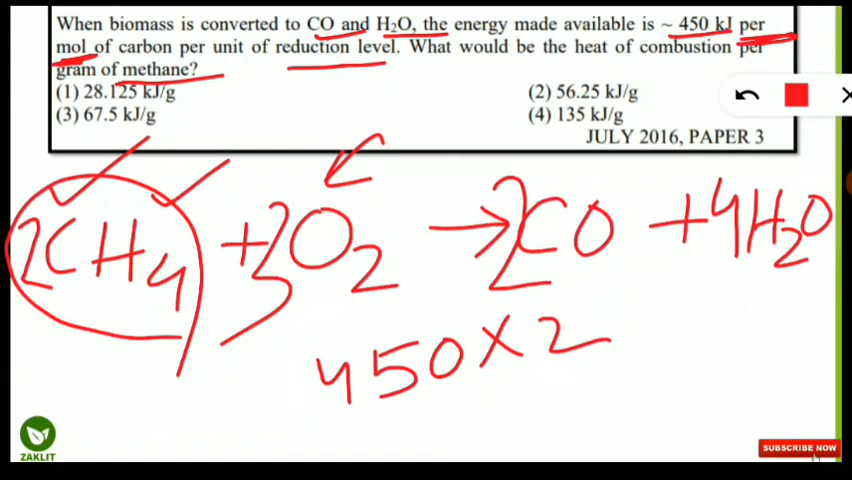 When biomass is converted to CO and H₂O, the energy made available is ~ 450 kJ per
mol of carbon per unit of reduction level. What would be the heat of combustion per
gram of methane?
(1) 28.125 kJ/g (2) 56.25 kJ/g
(3) 67.5 kJ/g (4) 135 kJ/g
JULY 2016, PAPER 3
2CH₄ + 3O₂ → 2CO + 4H₂O
450 × 2
ZAKLIT
SUBSCRIBE NOW